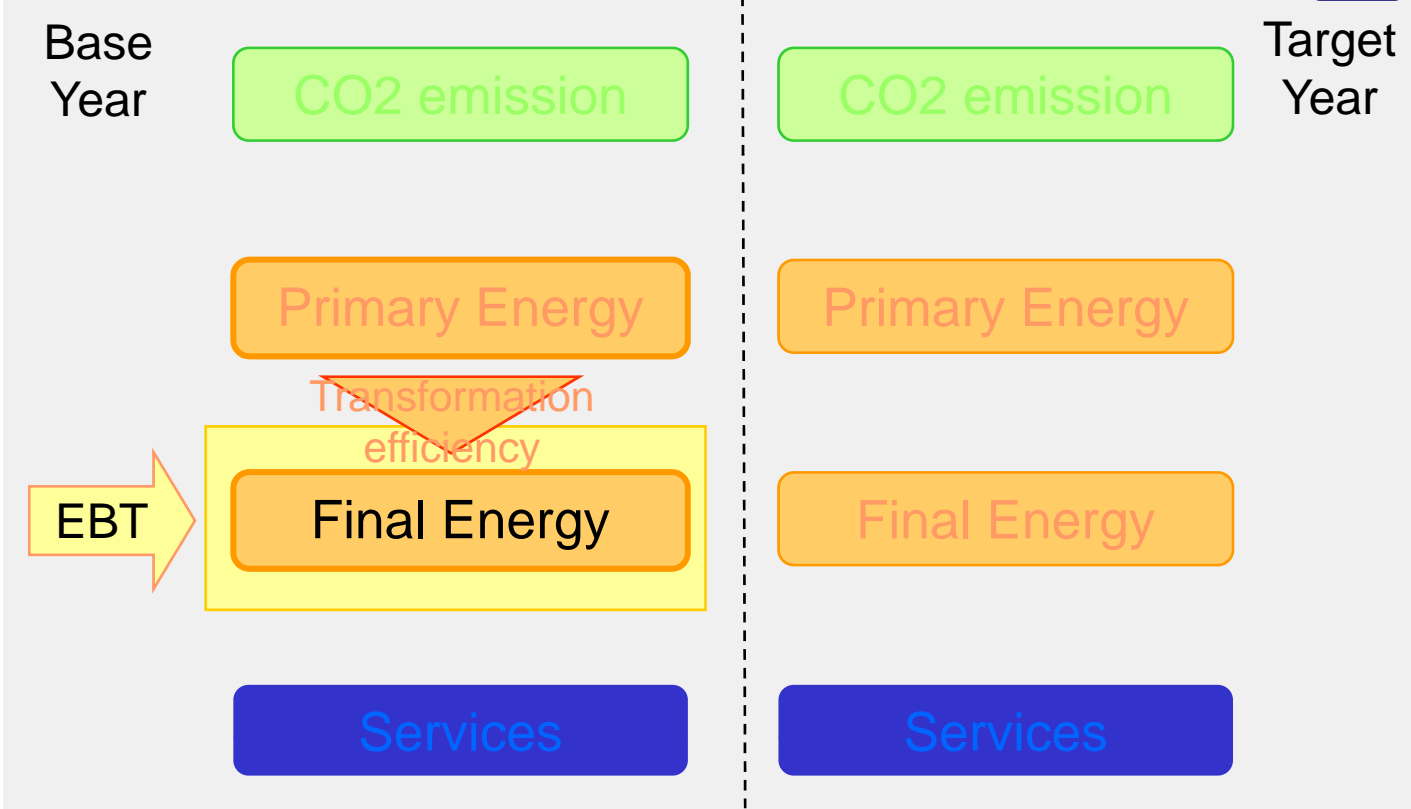 Base
Year
CO2 emission
CO2 emission
Target
Year
Primary Energy
Primary Energy
Transformation
efficiency
EBT
Final Energy
Final Energy
Services
Services